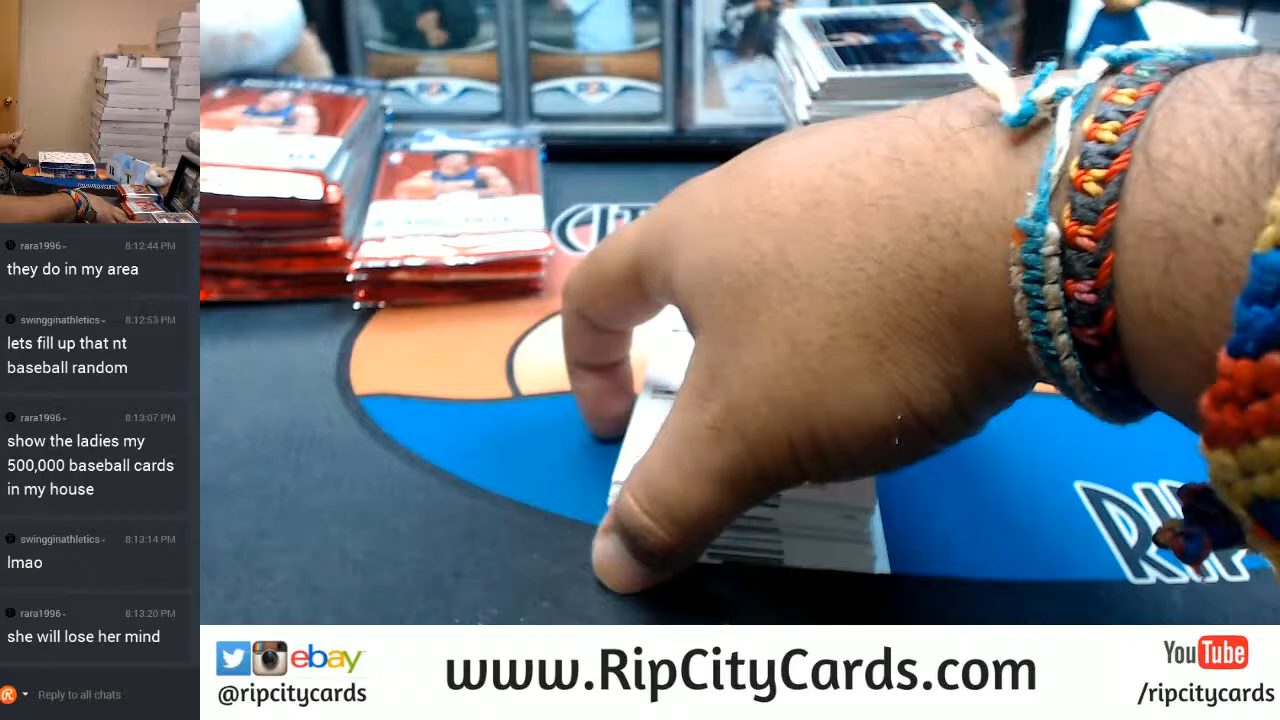 rara1996
8:12:44 PM
they do in my area
swingginathletics
8:12:53 PM
lets fill up that nt
baseball random
rara1996
8:13:07 PM
show the ladies my
500,000 baseball cards
in my house
swingginathletics
8:13:14 PM
lmao
rara1996
8:13:20 PM
she will lose her mind
Reply to all chats
RIP
ebay
@ripcitycards
www.RipCityCards.com
YouTube
/ripcitycards